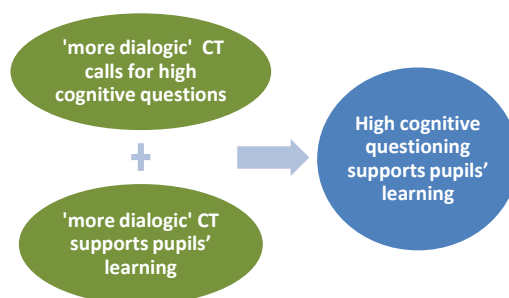 'more dialogic' CT
calls for high
cognitive questions
+
'more dialogic' CT
supports pupils'
learning
High cognitive
questioning
supports pupils'
learning